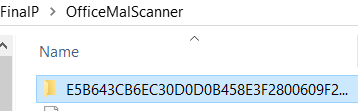 FinalP > OfficeMalScanner
Name
E5B643CB6EC30D0D0B458E3F2800609F2...